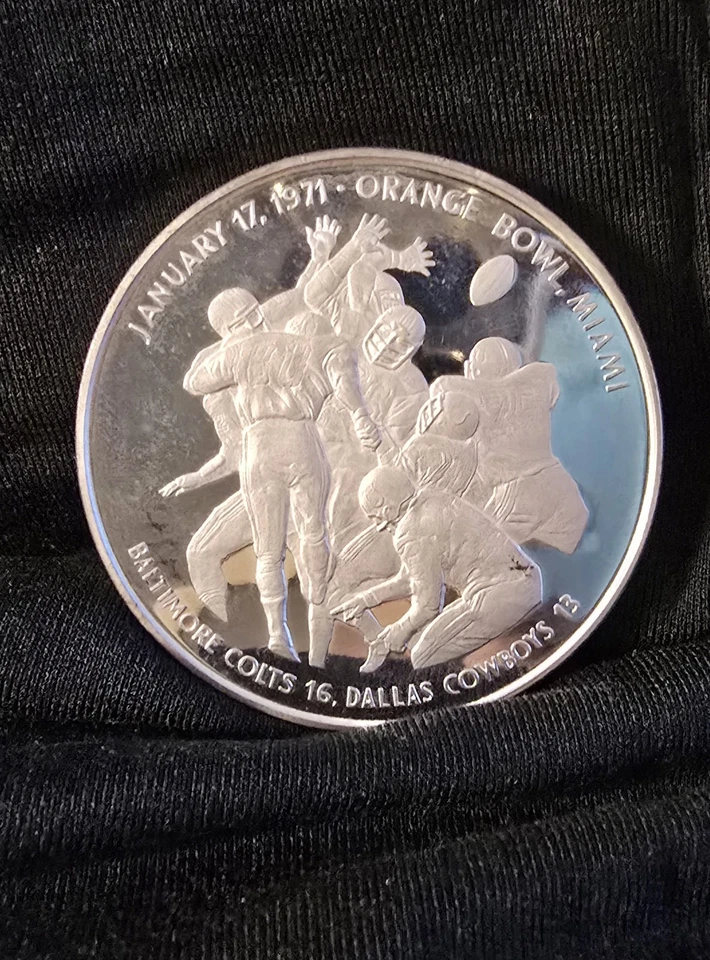 JANUARY 17, 1971 · ORANGE BOWL, MIAMI
BALTIMORE COLTS 16, DALLAS COWBOYS 13